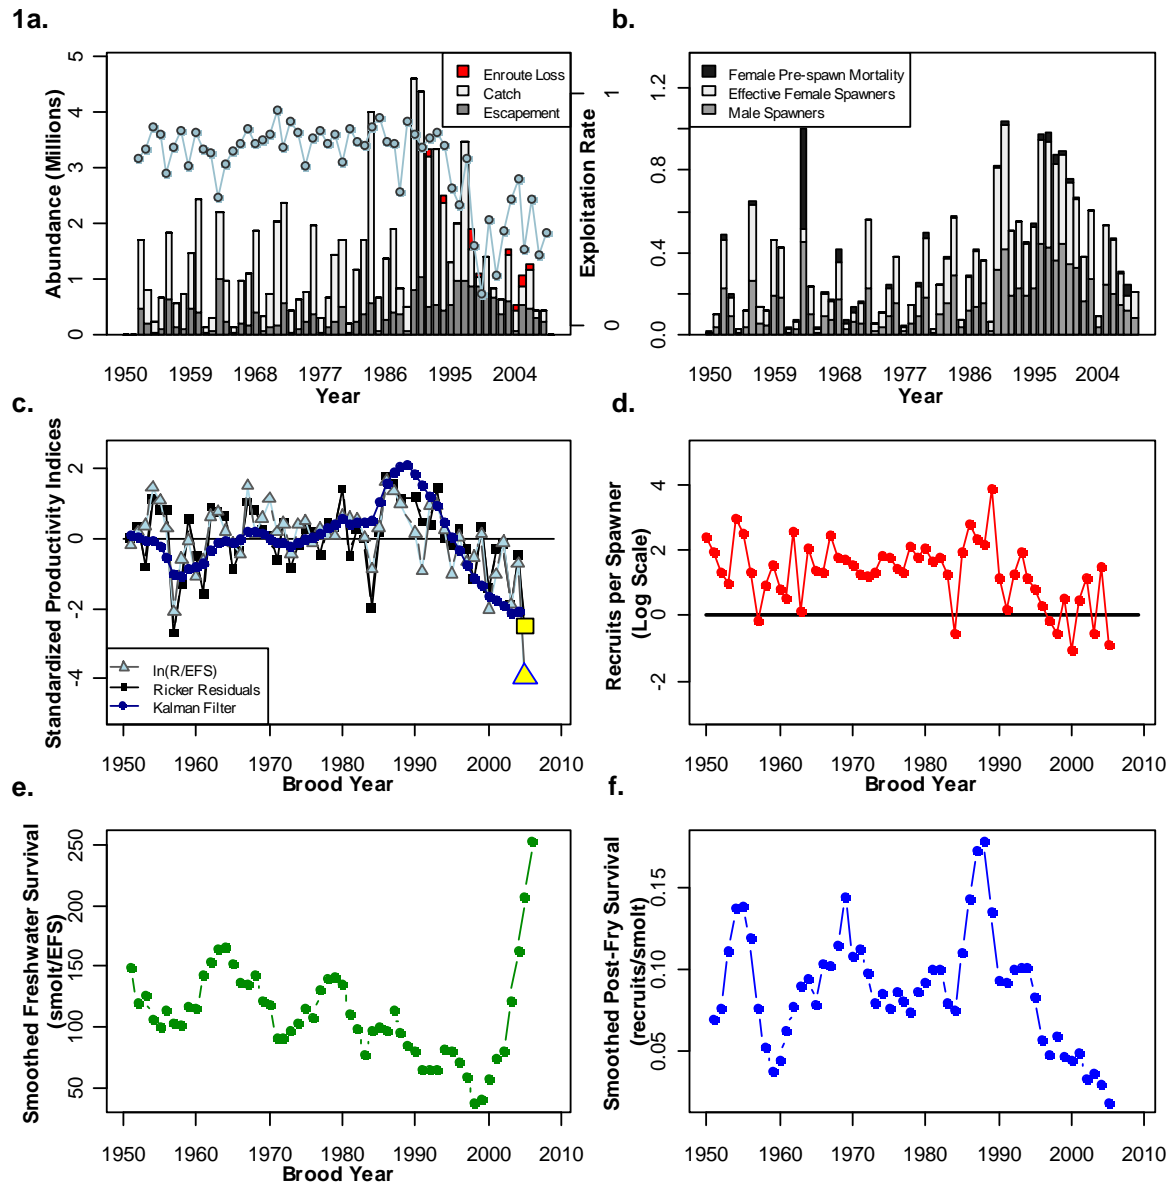 1a.
Abundance (Millions)
5
4
3
2
1
0
Enroute Loss
Catch
Escapement
1
0
Exploitation Rate
1950 1959 1968 1977 1986 1995 2004
Year
b.
1.2
0.8
0.4
0.0
Female Pre-spawn Mortality
Effective Female Spawners
Male Spawners
1950 1959 1968 1977 1986 1995 2004
Year
c.
Standardized Productivity Indices
2
0
-2
-4
ln(R/EFS)
Ricker Residuals
Kalman Filter
1950 1960 1970 1980 1990 2000 2010
Brood Year
d.
Recruits per Spawner
(Log Scale)
4
2
0
-2
1950 1960 1970 1980 1990 2000 2010
Brood Year
e.
Smoothed Freshwater Survival
(smolt/EFS)
250
200
150
100
50
1950 1960 1970 1980 1990 2000 2010
Brood Year
f.
Smoothed Post-Fry Survival
(recruits/smolt)
0.15
0.10
0.05
1950 1960 1970 1980 1990 2000 2010